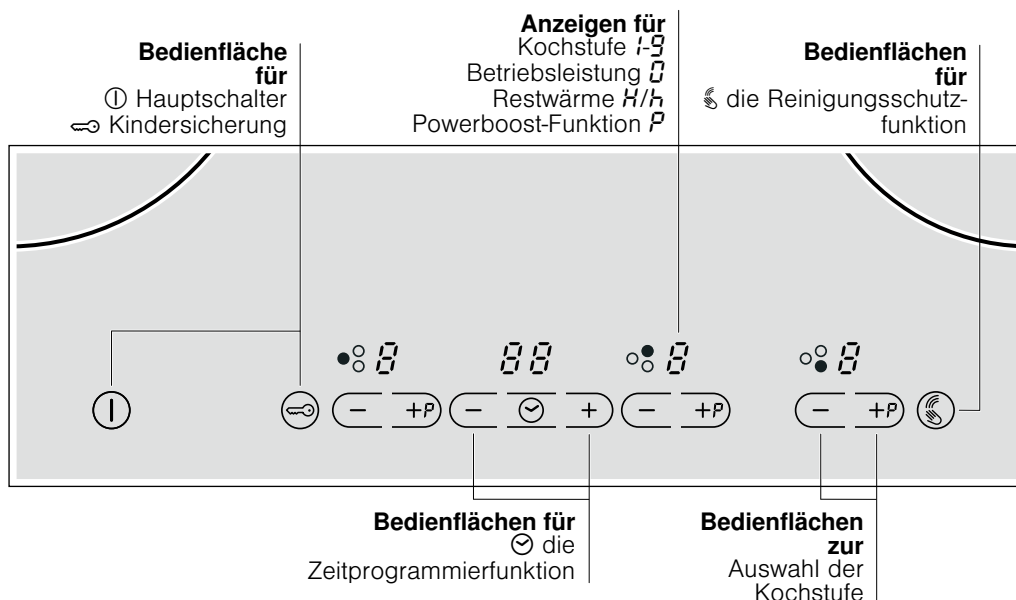 Bedienfläche
für
Hauptschalter
Kindersicherung
Anzeigen für
Kochstufe 1-9
Betriebsleistung 0
Restwärme H/h
Powerboost-Funktion P
Bedienflächen
für
die Reinigungsschutz-
funktion
8 88 8 8
− +P − + − +P − +P
Bedienflächen für
die
Zeitprogrammierfunktion
Bedienflächen
zur
Auswahl der
Kochstufe